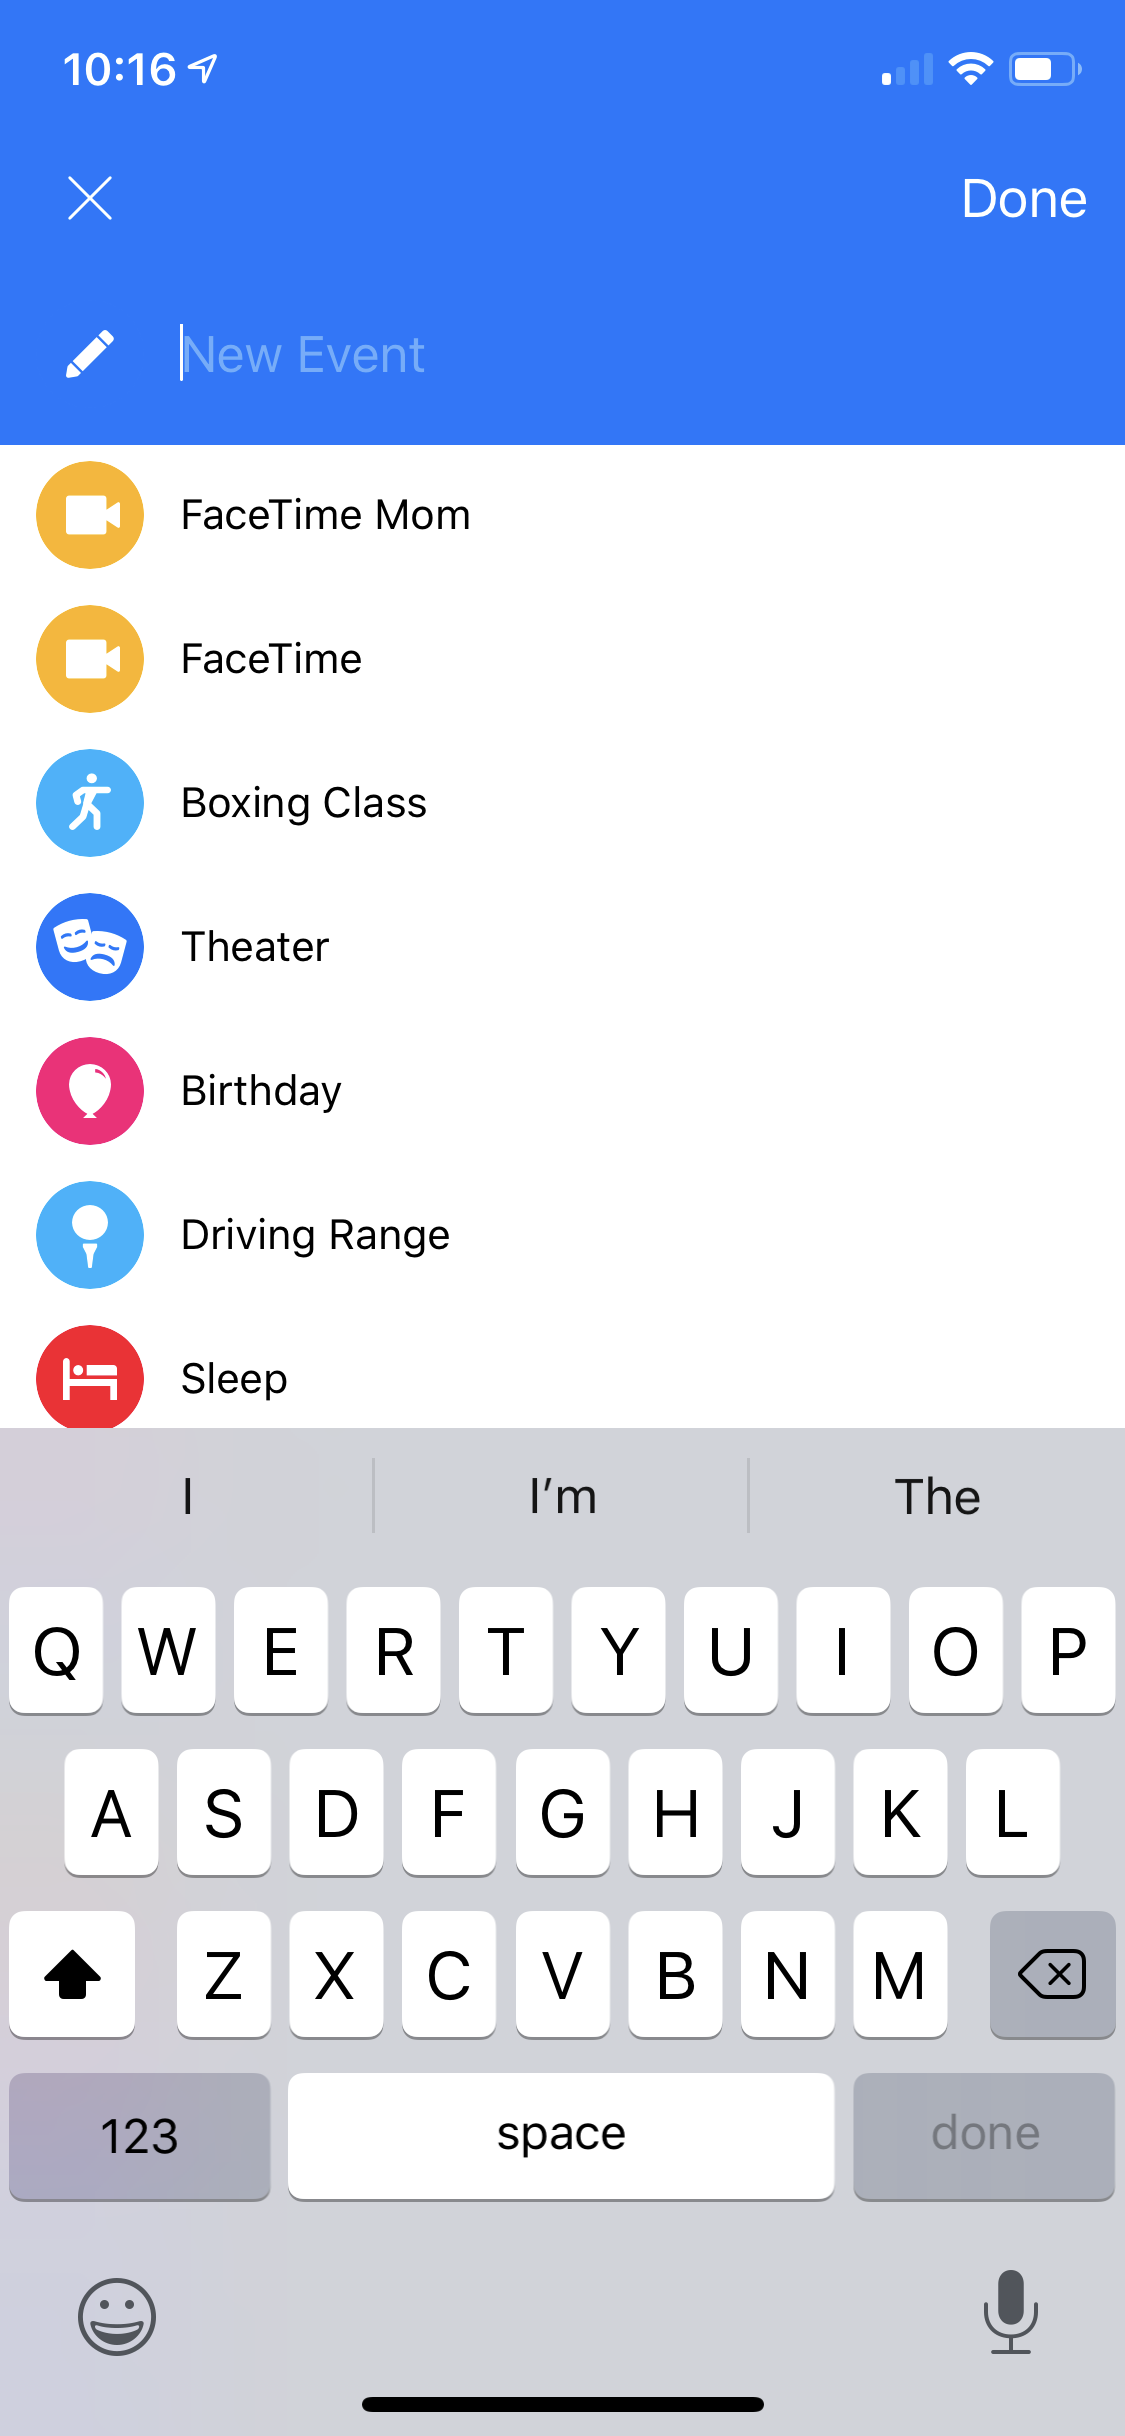 10:16
Done
New Event
FaceTime Mom
FaceTime
Boxing Class
Theater
Birthday
Driving Range
Sleep
I I'm The
Q W E R T Y U I O P
A S D F G H J K L
Z X C V B N M
123 space done